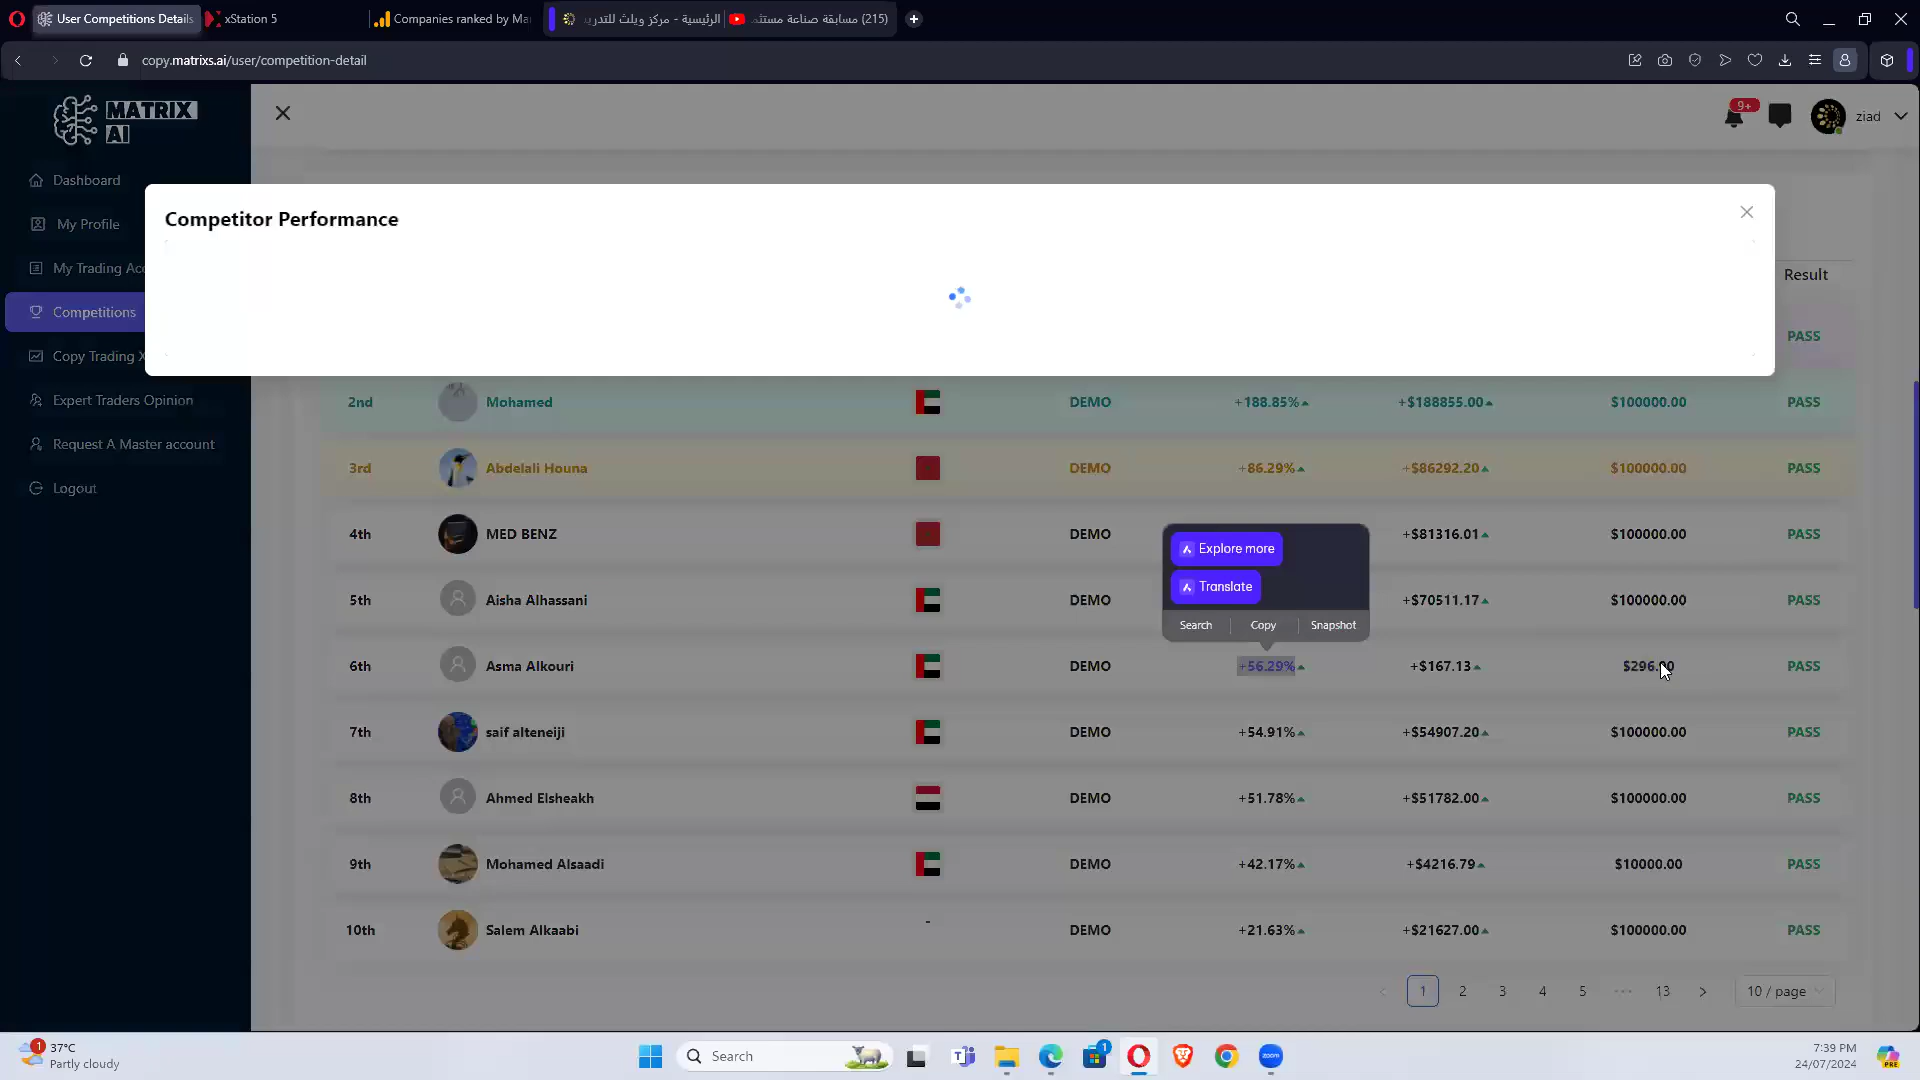 User Competitions Details
xStation 5
Companies ranked by Ma
الرئيسية - مركز ويلث للتدري
(215) مسابقة صناعة مستثم
copy.matrixs.ai/user/competition-detail
MATRIX
AI
9+
ziad
Dashboard
My Profile
My Trading Acc
Competitions
Copy Trading X
Expert Traders Opinion
Request A Master account
Logout
Competitor Performance
Result
PASS
2nd Mohamed DEMO +188.85% +$188855.00 $100000.00 PASS
3rd Abdelali Houna DEMO +86.29% +$86292.20 $100000.00 PASS
4th MED BENZ DEMO +$81316.01 $100000.00 PASS
5th Aisha Alhassani DEMO +$70511.17 $100000.00 PASS
Explore more
Translate
Search Copy Snapshot
6th Asma Alkouri DEMO +56.29% +$167.13 $296.00 PASS
7th saif alteneiji DEMO +54.91% +$54907.20 $100000.00 PASS
8th Ahmed Elsheakh DEMO +51.78% +$51782.00 $100000.00 PASS
9th Mohamed Alsaadi DEMO +42.17% +$4216.79 $10000.00 PASS
10th Salem Alkaabi - DEMO +21.63% +$21627.00 $100000.00 PASS
< 1 2 3 4 5 ••• 13 > 10 / page
1
37°C
Partly cloudy
Search
1
zoom
PRE
7:39 PM
24/07/2024